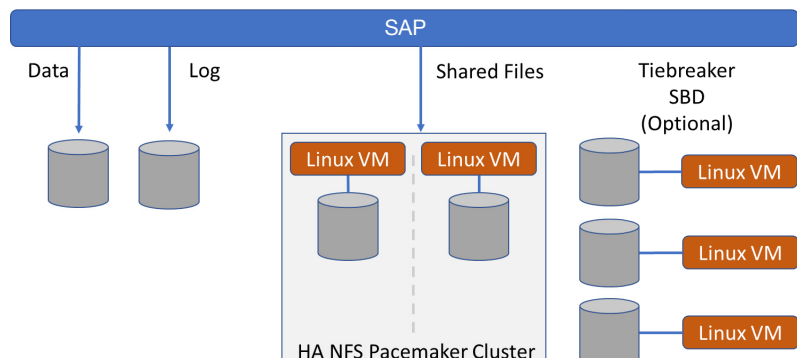 SAP
Data
Log
Shared Files
Tiebreaker
SBD
(Optional)
Linux VM
Linux VM
Linux VM
Linux VM
Linux VM
HA NFS Pacemaker Cluster